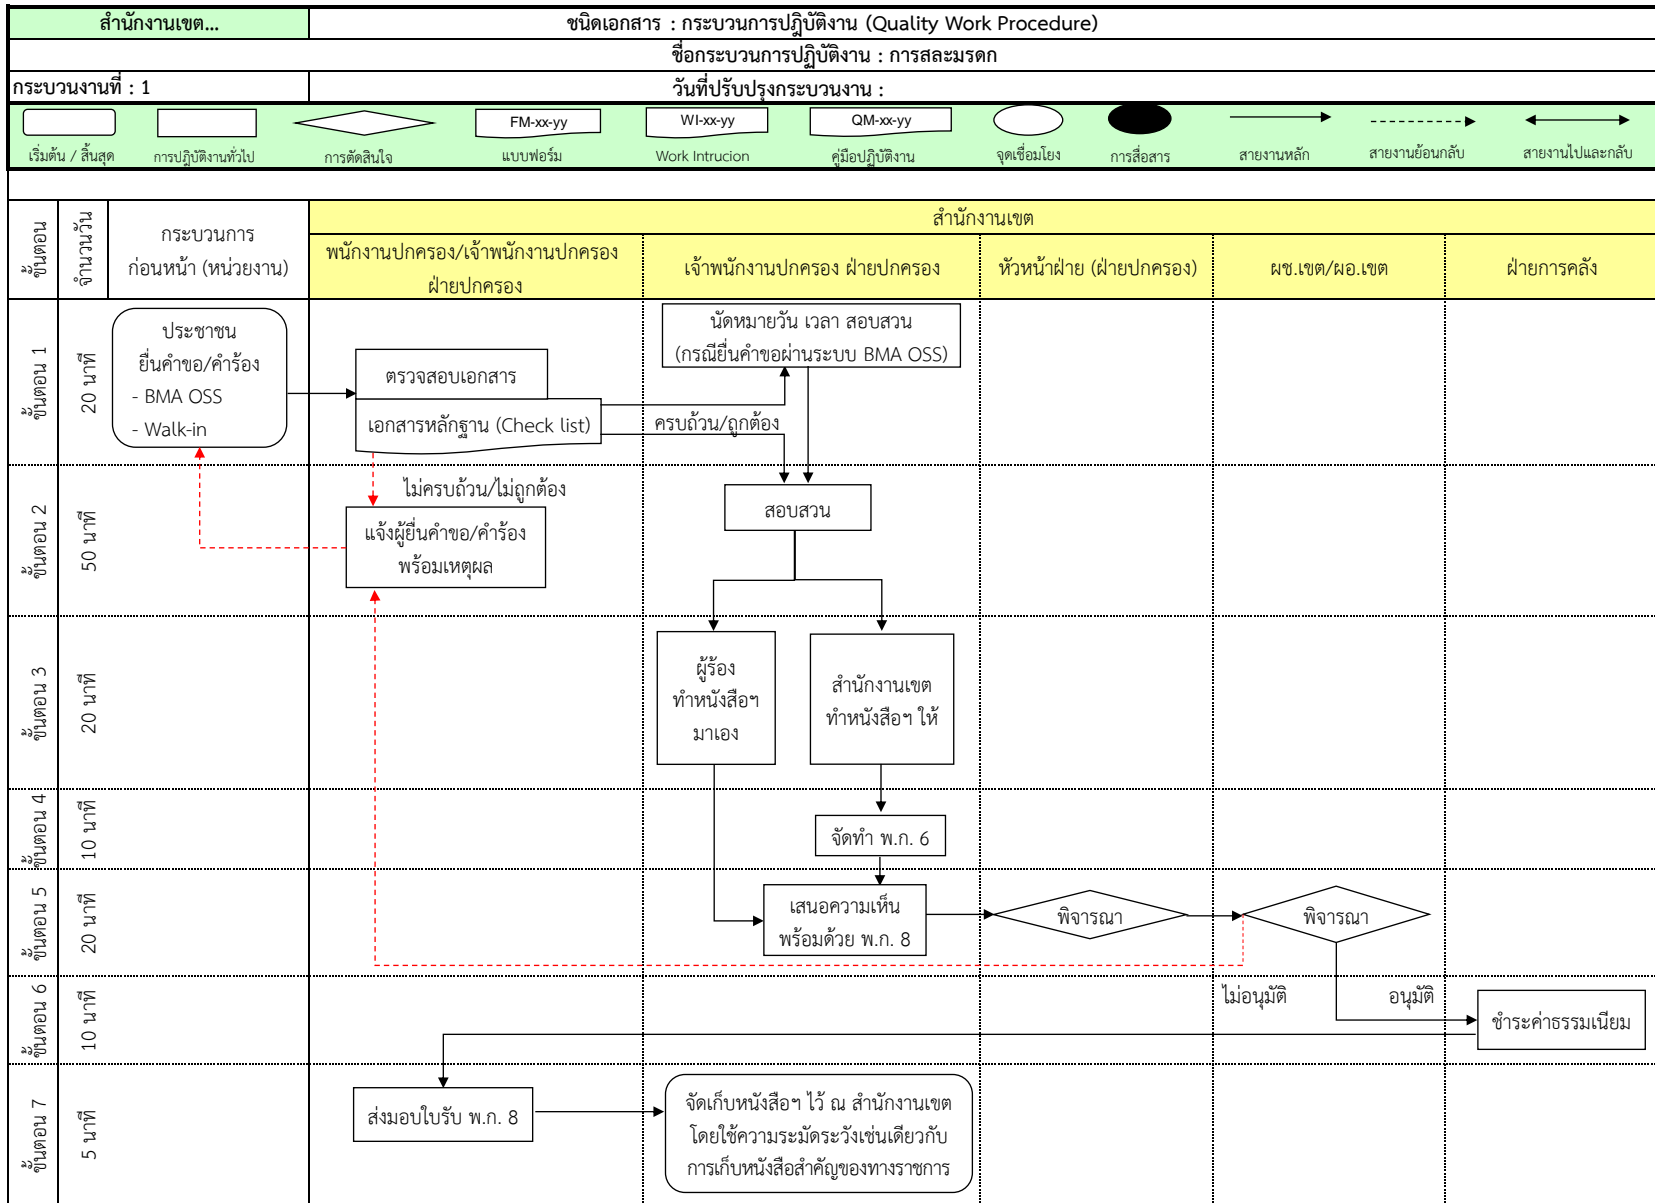 สำนักงานเขต...
ชนิดเอกสาร : กระบวนการปฎิบัติงาน (Quality Work Procedure)
ชื่อกระบวนการปฏิบัติงาน : การสละมรดก
กระบวนงานที่ : 1
วันที่ปรับปรุงกระบวนงาน :
FM-xx-yy
WI-xx-yy
QM-xx-yy
เริ่มต้น / สิ้นสุด
การปฎิบัติงานทั่วไป
การตัดสินใจ
แบบฟอร์ม
Work Intrucion
คู่มือปฏิบัติงาน
จุดเชื่อมโยง
การสื่อสาร
สายงานหลัก
สายงานย้อนกลับ
สายงานไปและกลับ
ขั้นตอน
จำนวนวัน
กระบวนการ
ก่อนหน้า (หน่วยงาน)
สำนักงานเขต
พนักงานปกครอง/เจ้าพนักงานปกครอง
ฝ่ายปกครอง
เจ้าพนักงานปกครอง ฝ่ายปกครอง
หัวหน้าฝ่าย (ฝ่ายปกครอง)
ผช.เขต/ผอ.เขต
ฝ่ายการคลัง
ขั้นตอน 1
20 นาที
ประชาชน
ยื่นคำขอ/คำร้อง
- BMA OSS
- Walk-in
ตรวจสอบเอกสาร
เอกสารหลักฐาน (Check list)
นัดหมายวัน เวลา สอบสวน
(กรณียื่นคำขอผ่านระบบ BMA OSS)
ครบถ้วน/ถูกต้อง
ขั้นตอน 2
50 นาที
ไม่ครบถ้วน/ไม่ถูกต้อง
แจ้งผู้ยื่นคำขอ/คำร้อง
พร้อมเหตุผล
สอบสวน
ขั้นตอน 3
20 นาที
ผู้ร้อง
ทำหนังสือฯ
มาเอง
สำนักงานเขต
ทำหนังสือฯ ให้
ขั้นตอน 4
10 นาที
จัดทำ พ.ก. 6
ขั้นตอน 5
20 นาที
เสนอความเห็น
พร้อมด้วย พ.ก. 8
พิจารณา
พิจารณา
ขั้นตอน 6
10 นาที
ไม่อนุมัติ
อนุมัติ
ชำระค่าธรรมเนียม
ขั้นตอน 7
5 นาที
ส่งมอบใบรับ พ.ก. 8
จัดเก็บหนังสือฯ ไว้ ณ สำนักงานเขต
โดยใช้ความระมัดระวังเช่นเดียวกับ
การเก็บหนังสือสำคัญของทางราชการ